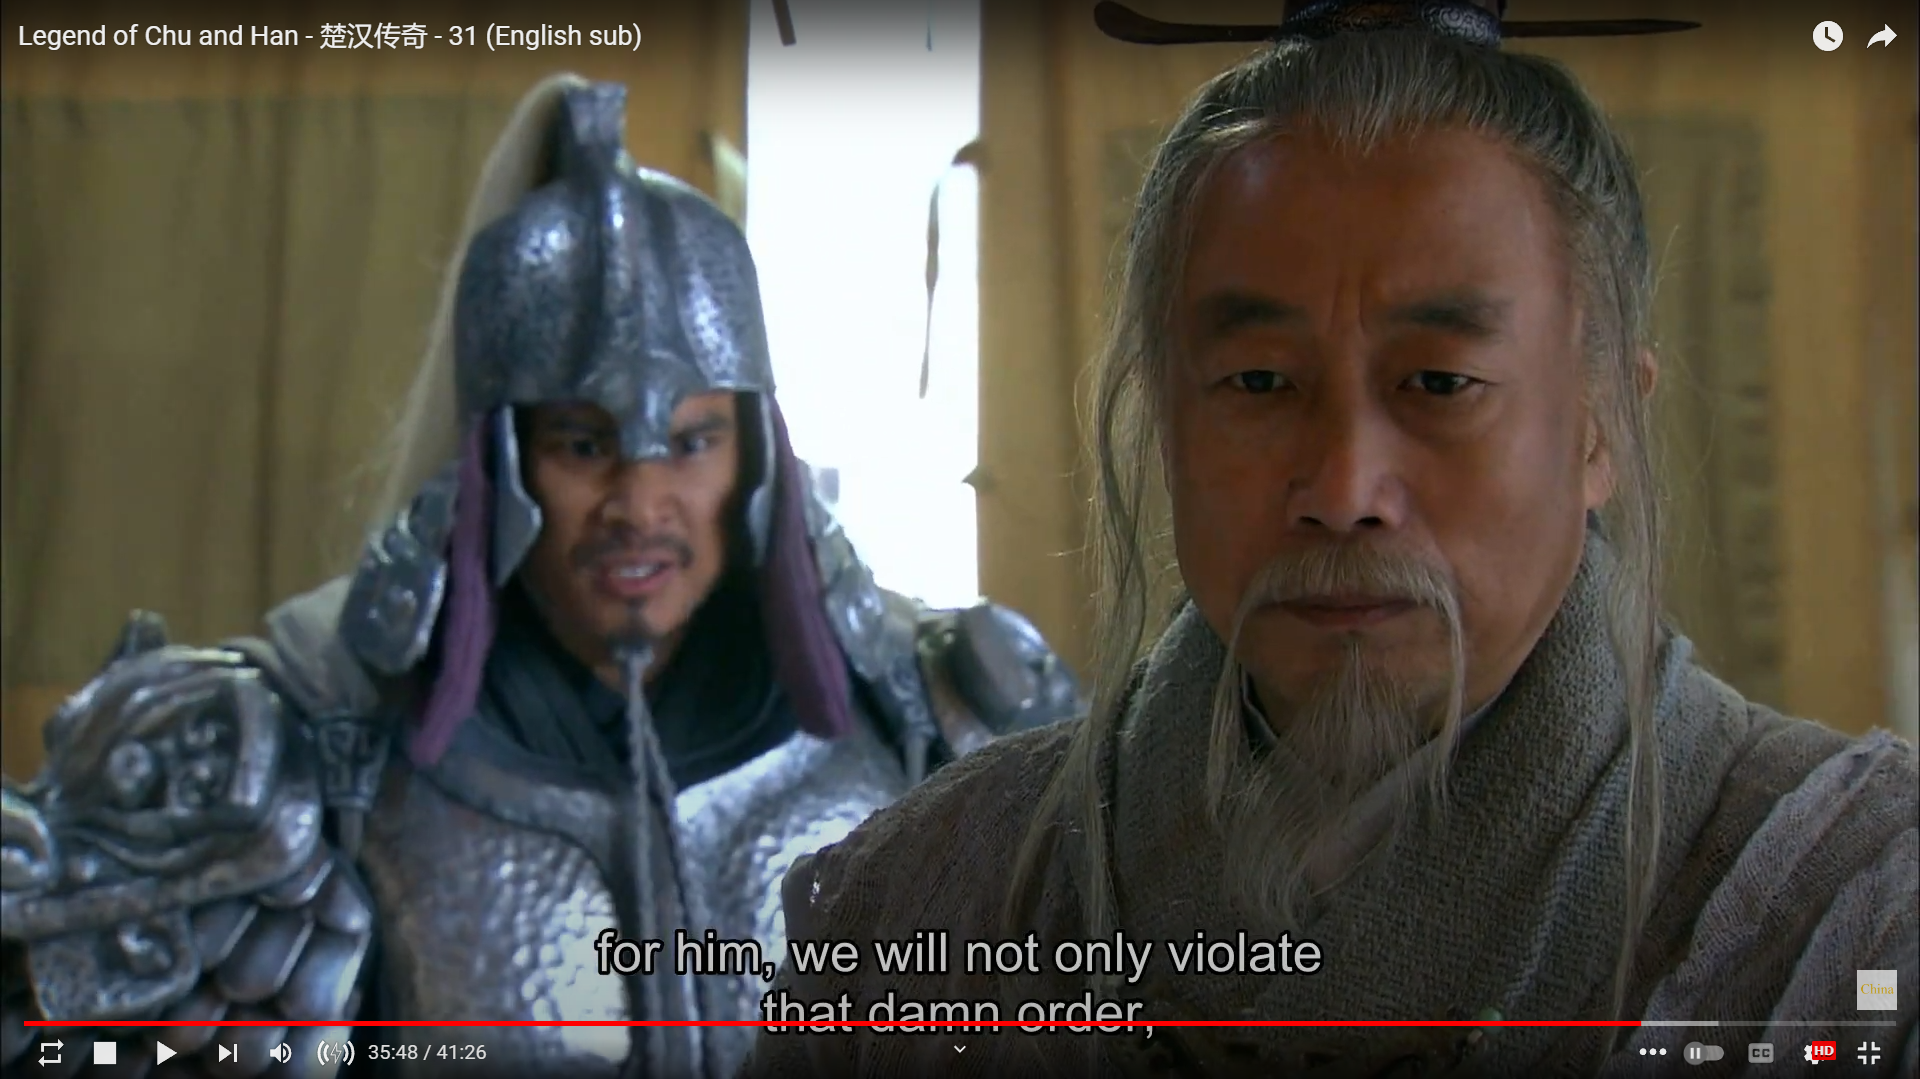 Legend of Chu and Han - 楚汉传奇 - 31 (English sub)
for him, we will not only violate
that damn order,
China
35:48 / 41:26
CC
HD